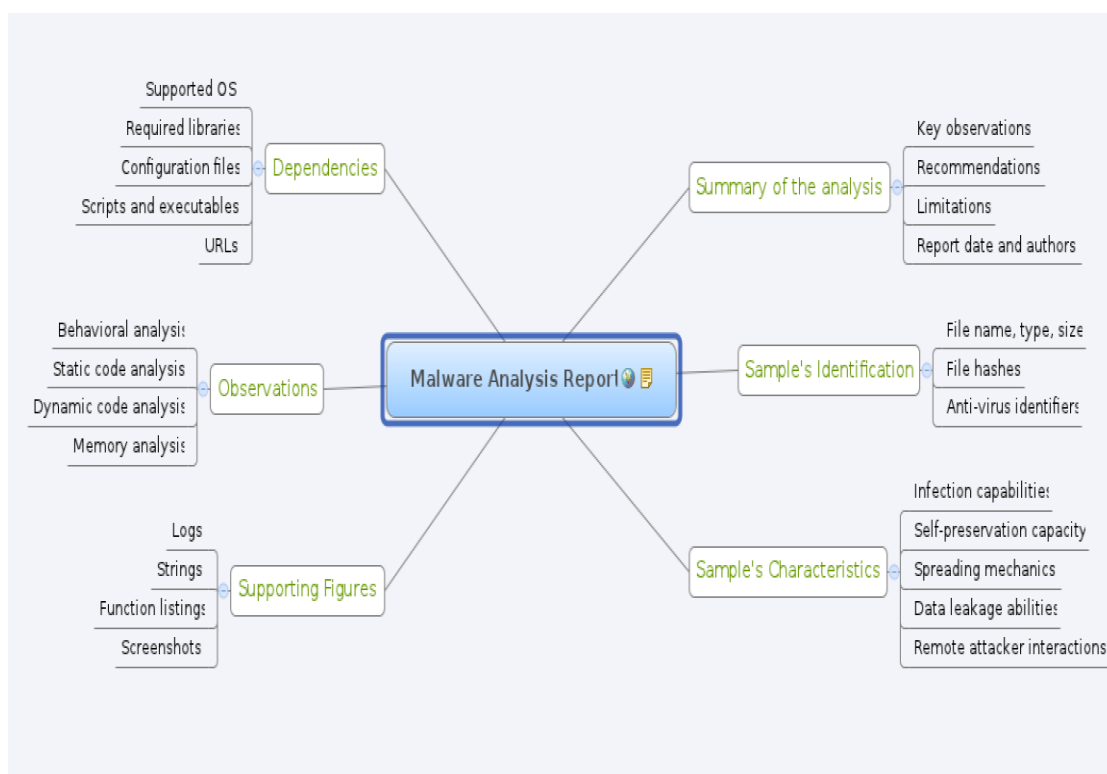 Malware Analysis Report
Dependencies
Supported OS
Required libraries
Configuration files
Scripts and executables
URLs
Observations
Behavioral analysis
Static code analysis
Dynamic code analysis
Memory analysis
Supporting Figures
Logs
Strings
Function listings
Screenshots
Summary of the analysis
Key observations
Recommendations
Limitations
Report date and authors
Sample's Identification
File name, type, size
File hashes
Anti-virus identifiers
Sample's Characteristics
Infection capabilities
Self-preservation capacity
Spreading mechanics
Data leakage abilities
Remote attacker interactions